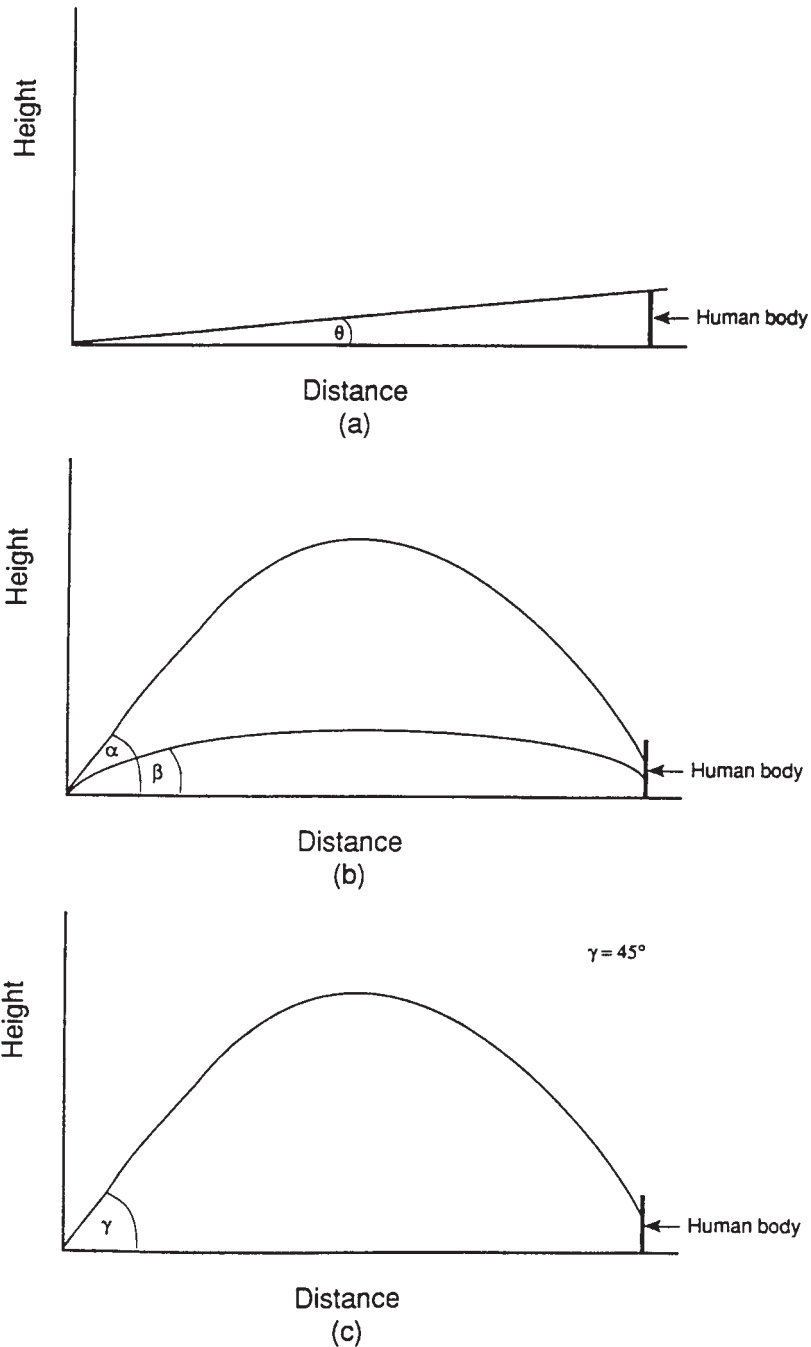 Height
θ
Human body
Distance
(a)
Height
α
β
Human body
Distance
(b)
γ = 45°
Height
γ
Human body
Distance
(c)